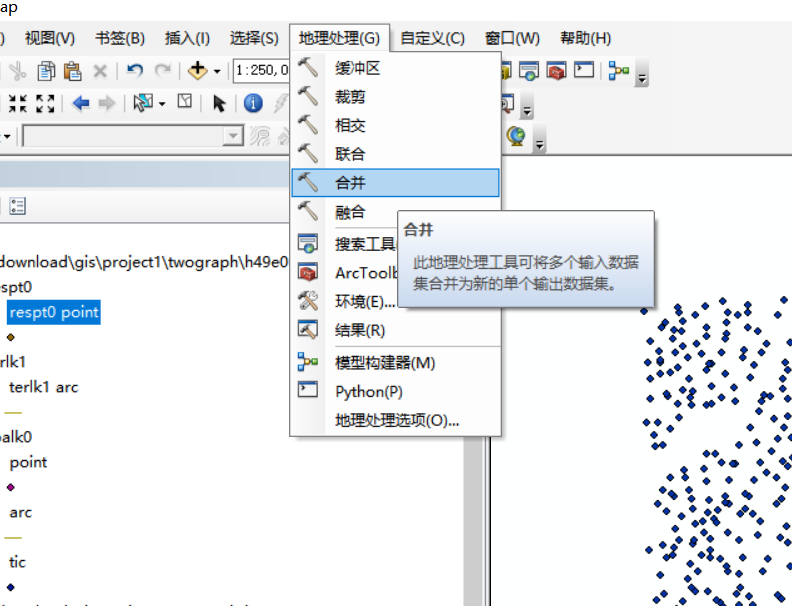 ap
) 视图(V) 书签(B) 插入(I) 选择(S) 地理处理(G) 自定义(C) 窗口(W) 帮助(H)
1:250,0
缓冲区
裁剪
相交
联合
合并
融合
搜索工具(
ArcToolb
环境(E)...
结果(R)
模型构建器(M)
Python(P)
地理处理选项(O)...
合并
此地理处理工具可将多个输入数据
集合并为新的单个输出数据集。
download\gis\project1\twograph\h49e0
espt0
respt0 point
rlk1
terlk1 arc
alk0
point
arc
tic